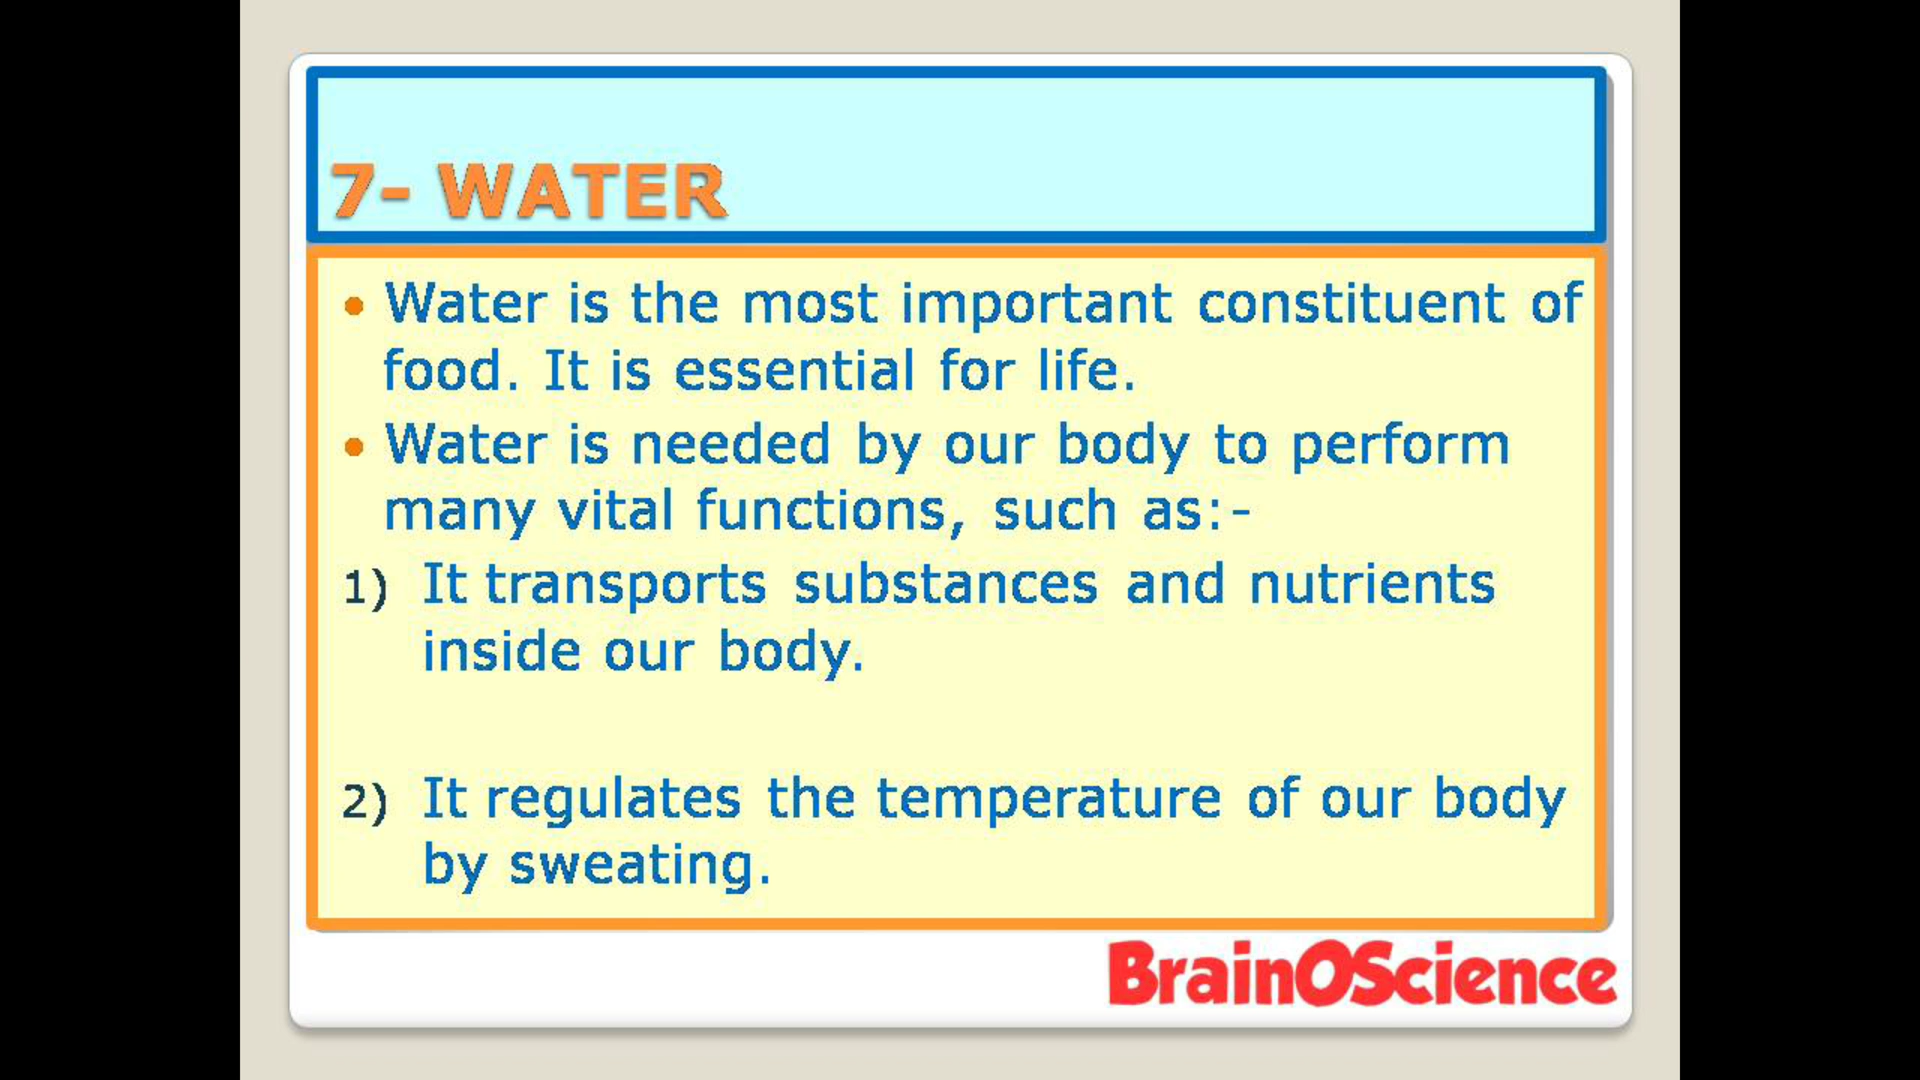 7- WATER
• Water is the most important constituent of
food. It is essential for life.
• Water is needed by our body to perform
many vital functions, such as:-
1) It transports substances and nutrients
inside our body.
2) It regulates the temperature of our body
by sweating.
BrainOScience